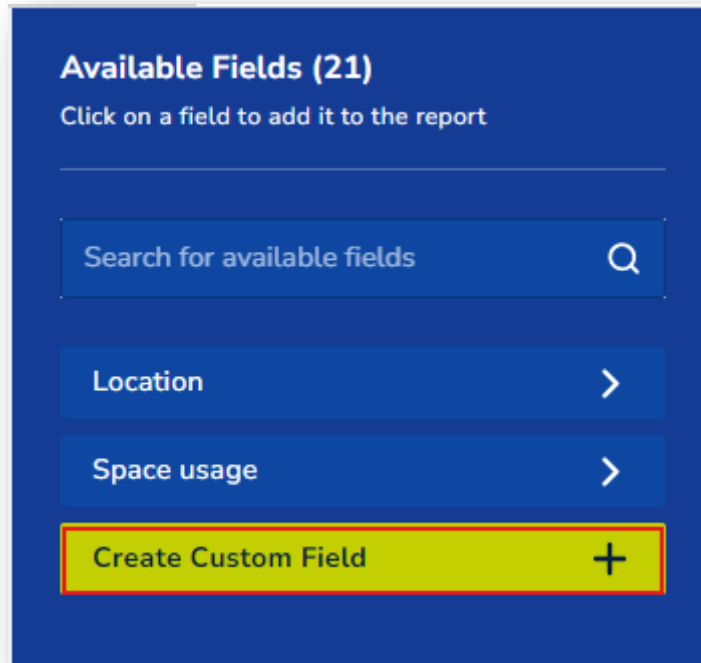 Available Fields (21)
Click on a field to add it to the report
Search for available fields
Location
Space usage
Create Custom Field